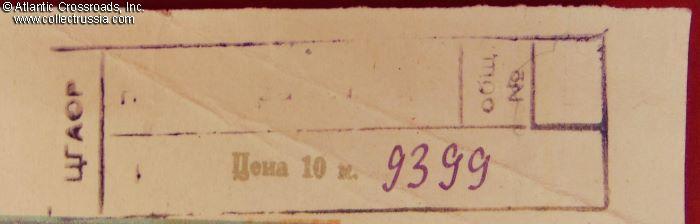 © Atlantic Crossroads, Inc.
www.collectrussia.com
ЦГАОР
общ.
№
Цена 10 к. 9399